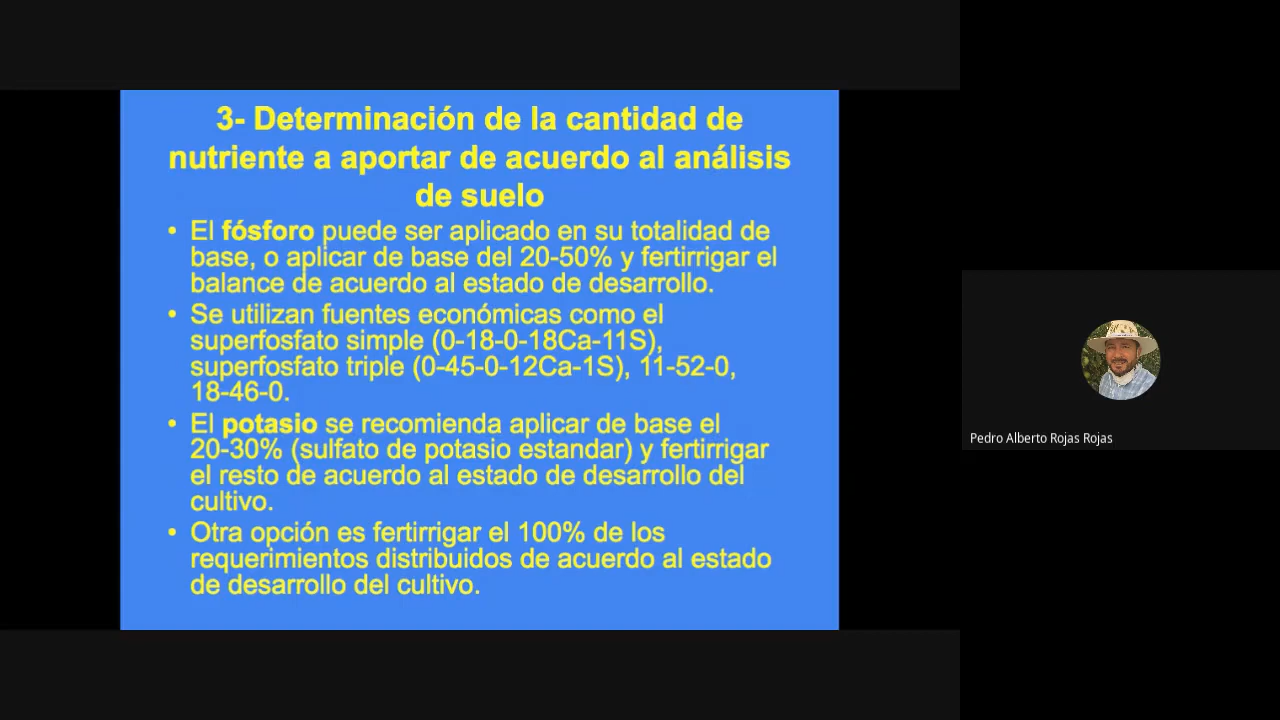 3- Determinación de la cantidad de
nutriente a aportar de acuerdo al análisis
de suelo
• El fósforo puede ser aplicado en su totalidad de
base, o aplicar de base del 20-50% y fertirrigar el
balance de acuerdo al estado de desarrollo.
• Se utilizan fuentes económicas como el
superfosfato simple (0-18-0-18Ca-11S),
superfosfato triple (0-45-0-12Ca-1S), 11-52-0,
18-46-0.
• El potasio se recomienda aplicar de base el
20-30% (sulfato de potasio estandar) y fertirrigar
el resto de acuerdo al estado de desarrollo del
cultivo.
• Otra opción es fertirrigar el 100% de los
requerimientos distribuidos de acuerdo al estado
de desarrollo del cultivo.
Pedro Alberto Rojas Rojas